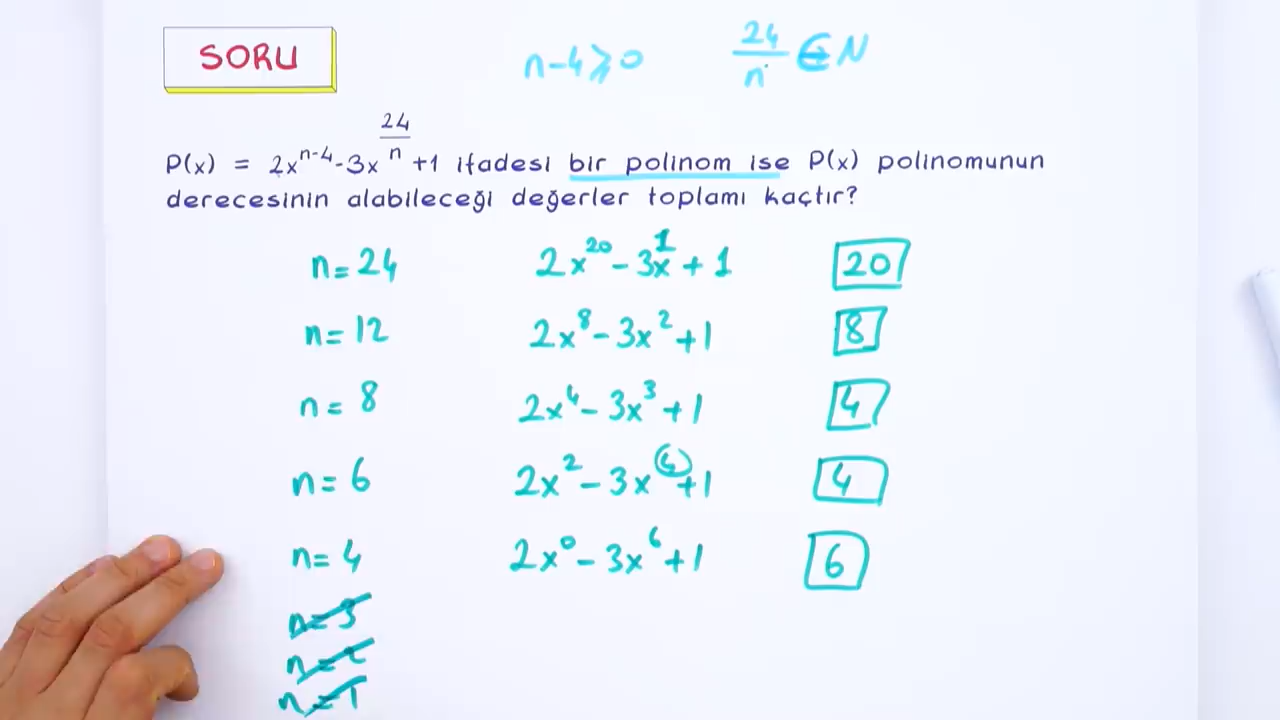 SORU
n-4⩾0
24/n ∈ N
P(x) = 2x^{n-4}-3x^{24/n}+1 ifadesi bir polinom ise P(x) polinomunun
derecesinin alabileceği değerler toplamı kaçtır?
n=24 2x^{20}-3x^{1}+1 20
n=12 2x^{8}-3x^{2}+1 8
n=8 2x^{4}-3x^{3}+1 4
n=6 2x^{2}-3x^{4}+1 4
n=4 2x^{0}-3x^{6}+1 6
n=3
n=2
n=1